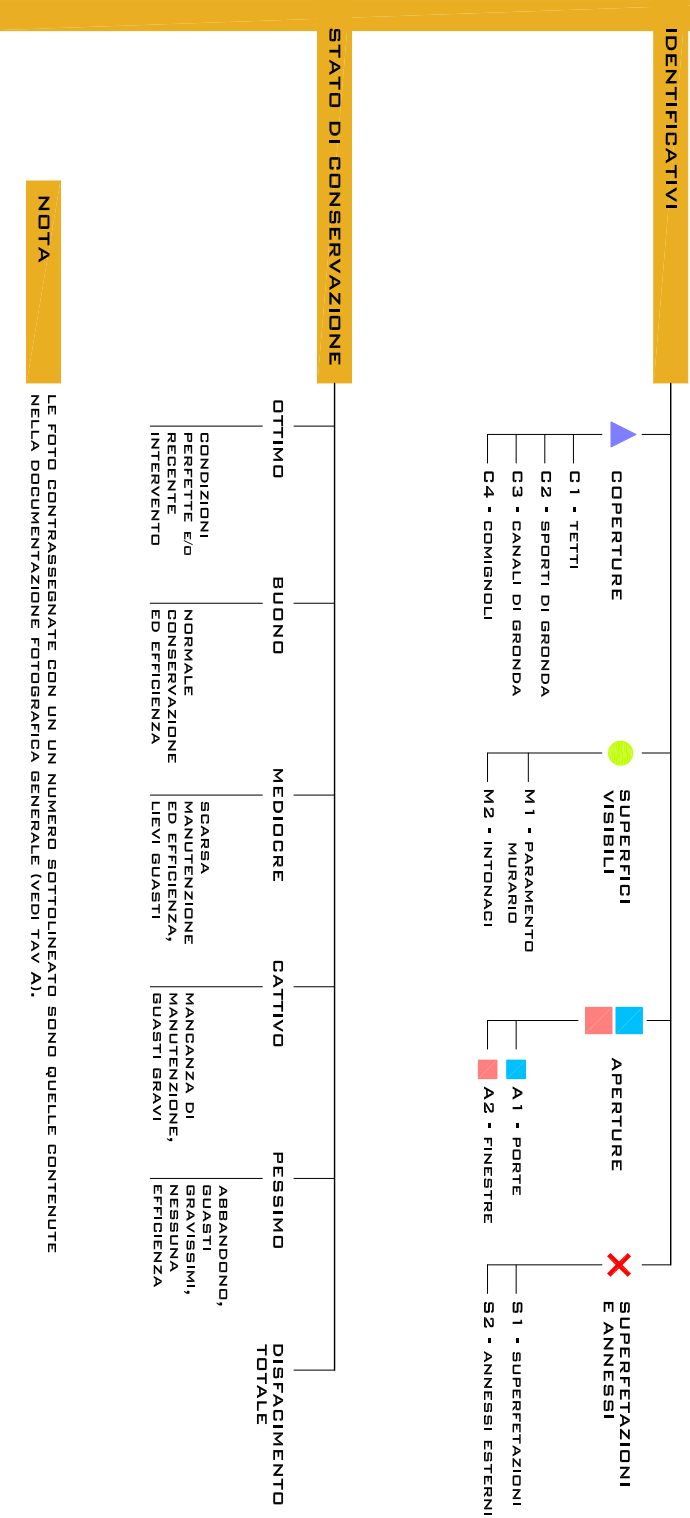 IDENTIFICATIVI
COPERTURE
C1 - TETTI
C2 - SPORTI DI GRONDA
C3 - CANALI DI GRONDA
C4 - COMIGNOLI
SUPERFICI
VISIBILI
M1 - PARAMENTO
MURARIO
M2 - INTONACI
APERTURE
A1 - PORTE
A2 - FINESTRE
SUPERFETAZIONI
E ANNESSI
S1 - SUPERFETAZIONI
S2 - ANNESSI ESTERNI
STATO DI CONSERVAZIONE
OTTIMO
CONDIZIONI
PERFETTE E/O
RECENTE
INTERVENTO
BUONO
NORMALE
CONSERVAZIONE
ED EFFICIENZA
MEDIOCRE
SCARSA
MANUTENZIONE
ED EFFICIENZA,
LIEVI GUASTI
CATTIVO
MANCANZA DI
MANUTENZIONE,
GUASTI GRAVI
PESSIMO
ABBANDONO,
GUASTI
GRAVISSIMI,
NESSUNA
EFFICIENZA
DISFACIMENTO
TOTALE
NOTA
LE FOTO CONTRASSEGNATE CON UN UN NUMERO SOTTOLINEATO SONO QUELLE CONTENUTE
NELLA DOCUMENTAZIONE FOTOGRAFICA GENERALE (VEDI TAV A).